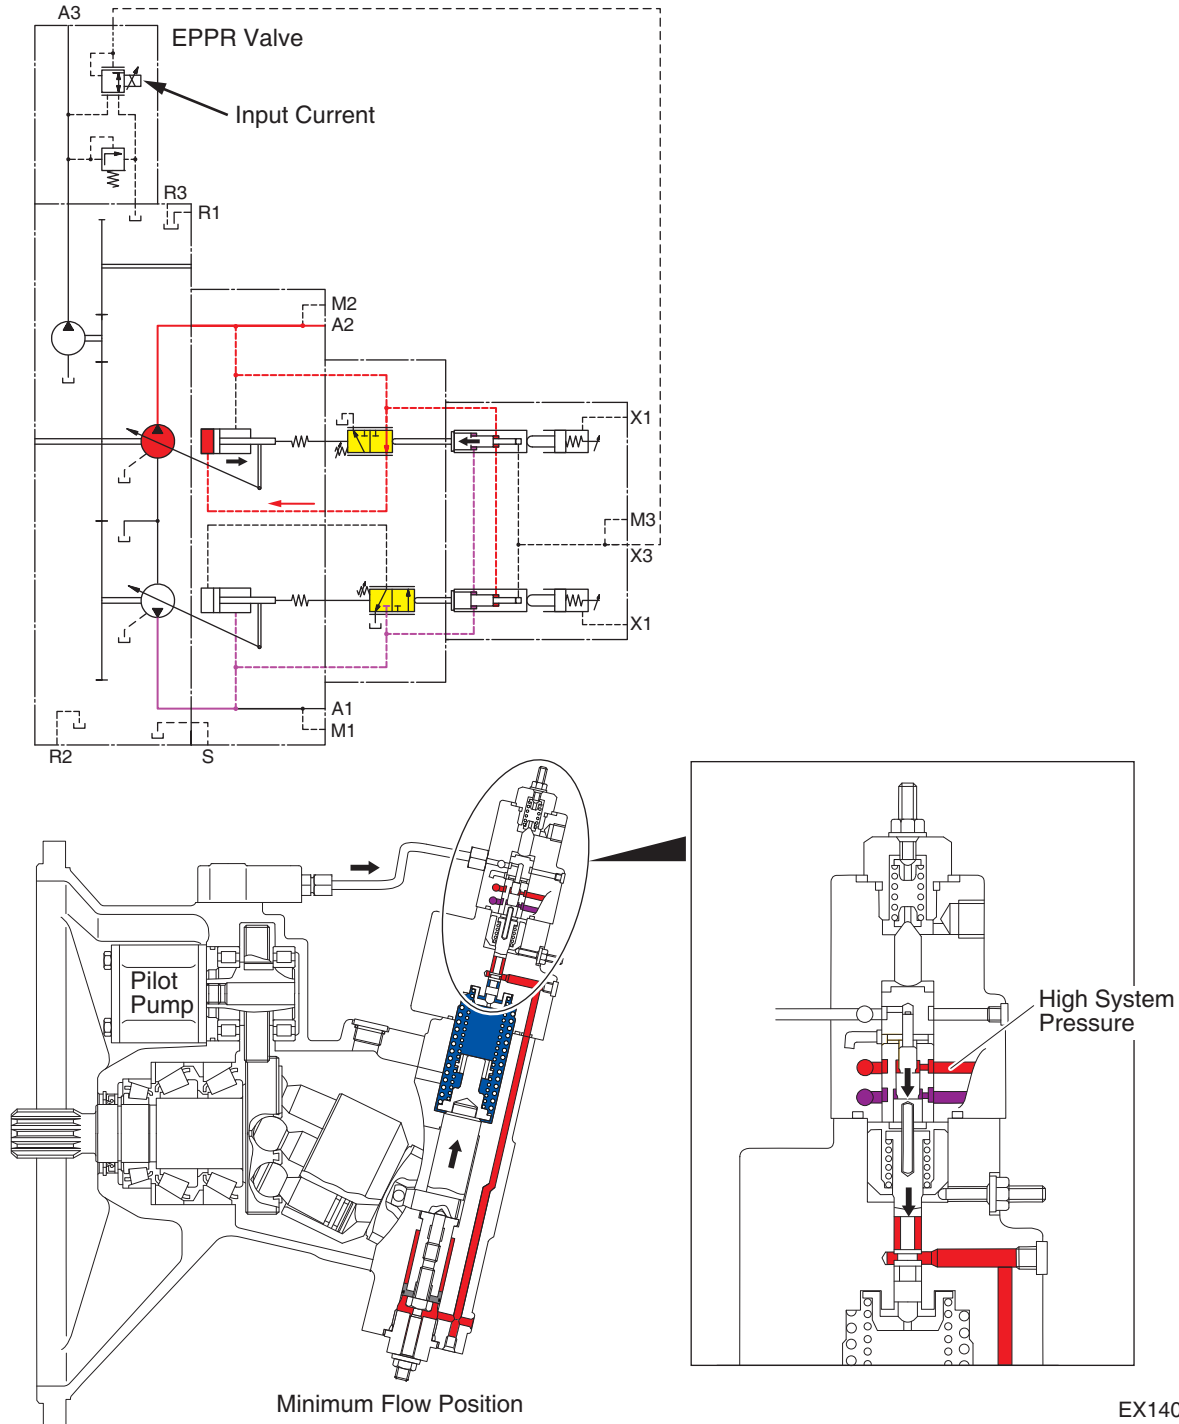 A3
EPPR Valve
Input Current
R3
R1
M2
A2
X1
M3
X3
X1
A1
M1
R2
S
Pilot
Pump
High System
Pressure
Minimum Flow Position
EX140